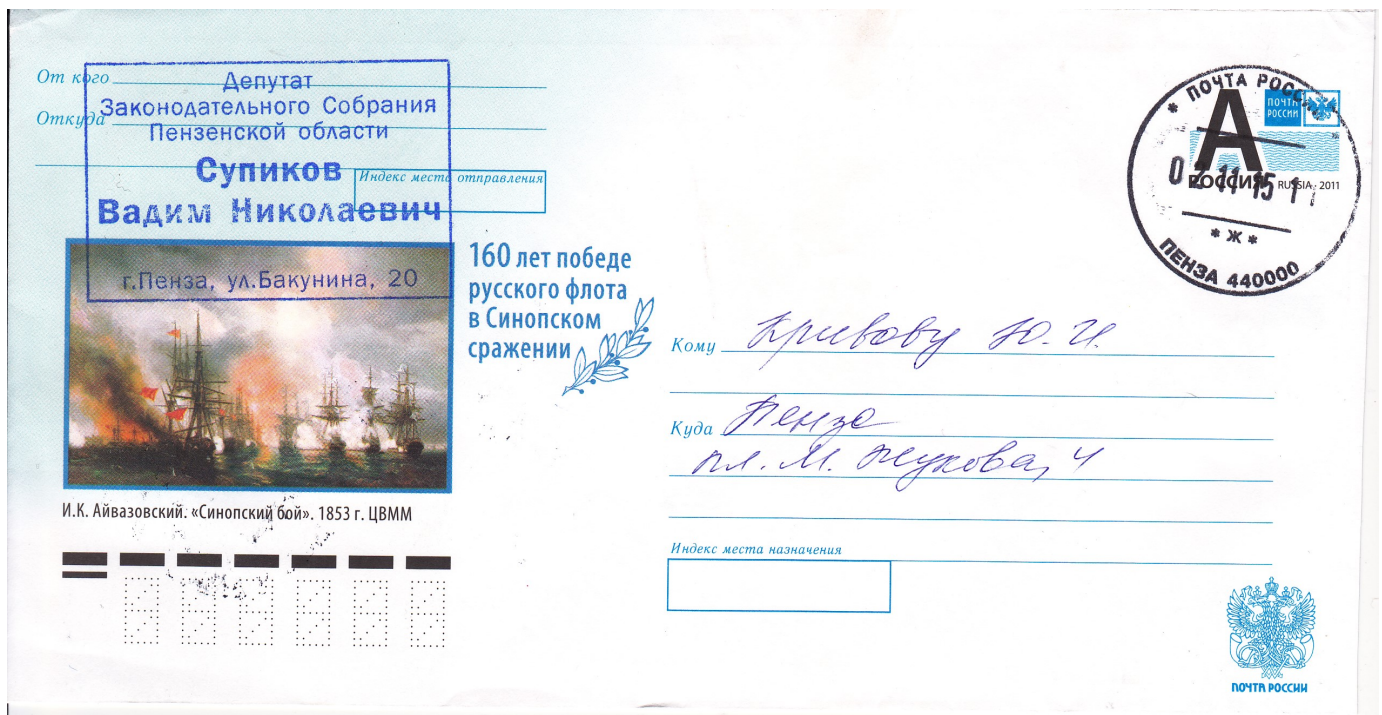 От кого
Откуда
Депутат
Законодательного Собрания
Пензенской области
Супиков
Вадим Николаевич
г.Пенза, ул.Бакунина, 20
Индекс места отправления
160 лет победе
русского флота
в Синопском
сражении
И.К. Айвазовский. «Синопский бой». 1853 г. ЦВММ
ПОЧТА РОССИИ
А
ПОЧТА
РОССИИ
РОССИЯ RUSSIA 2011
*Ж*
ПЕНЗА 440000
Кому Кривову Ю. И.
Куда Пенза
пл. М. Жукова, 4
Индекс места назначения
ПОЧТА РОССИИ